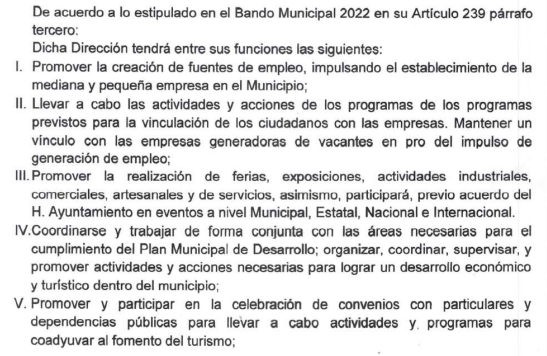 De acuerdo a lo estipulado en el Bando Municipal 2022 en su Artículo 239 párrafo
tercero:
Dicha Dirección tendrá entre sus funciones las siguientes:
I. Promover la creación de fuentes de empleo, impulsando el establecimiento de la
mediana y pequeña empresa en el Municipio;
II. Llevar a cabo las actividades y acciones de los programas de los programas
previstos para la vinculación de los ciudadanos con las empresas. Mantener un
vínculo con las empresas generadoras de vacantes en pro del impulso de
generación de empleo;
III. Promover la realización de ferias, exposiciones, actividades industriales,
comerciales, artesanales y de servicios, asimismo, participará, previo acuerdo del
H. Ayuntamiento en eventos a nivel Municipal, Estatal, Nacional e Internacional.
IV. Coordinarse y trabajar de forma conjunta con las áreas necesarias para el
cumplimiento del Plan Municipal de Desarrollo; organizar, coordinar, supervisar, y
promover actividades y acciones necesarias para lograr un desarrollo económico
y turístico dentro del municipio;
V. Promover y participar en la celebración de convenios con particulares y
dependencias públicas para llevar a cabo actividades y programas para
coadyuvar al fomento del turismo;